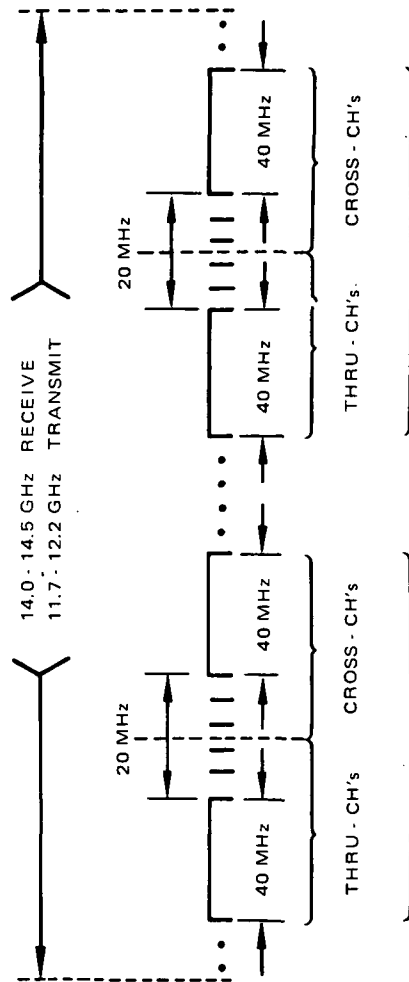 14.0 - 14.5 GHz RECEIVE
11.7 - 12.2 GHz TRANSMIT
20 MHz
20 MHz
40 MHz
40 MHz
40 MHz
40 MHz
THRU - CH's
CROSS - CH's
THRU - CH's.
CROSS - CH's